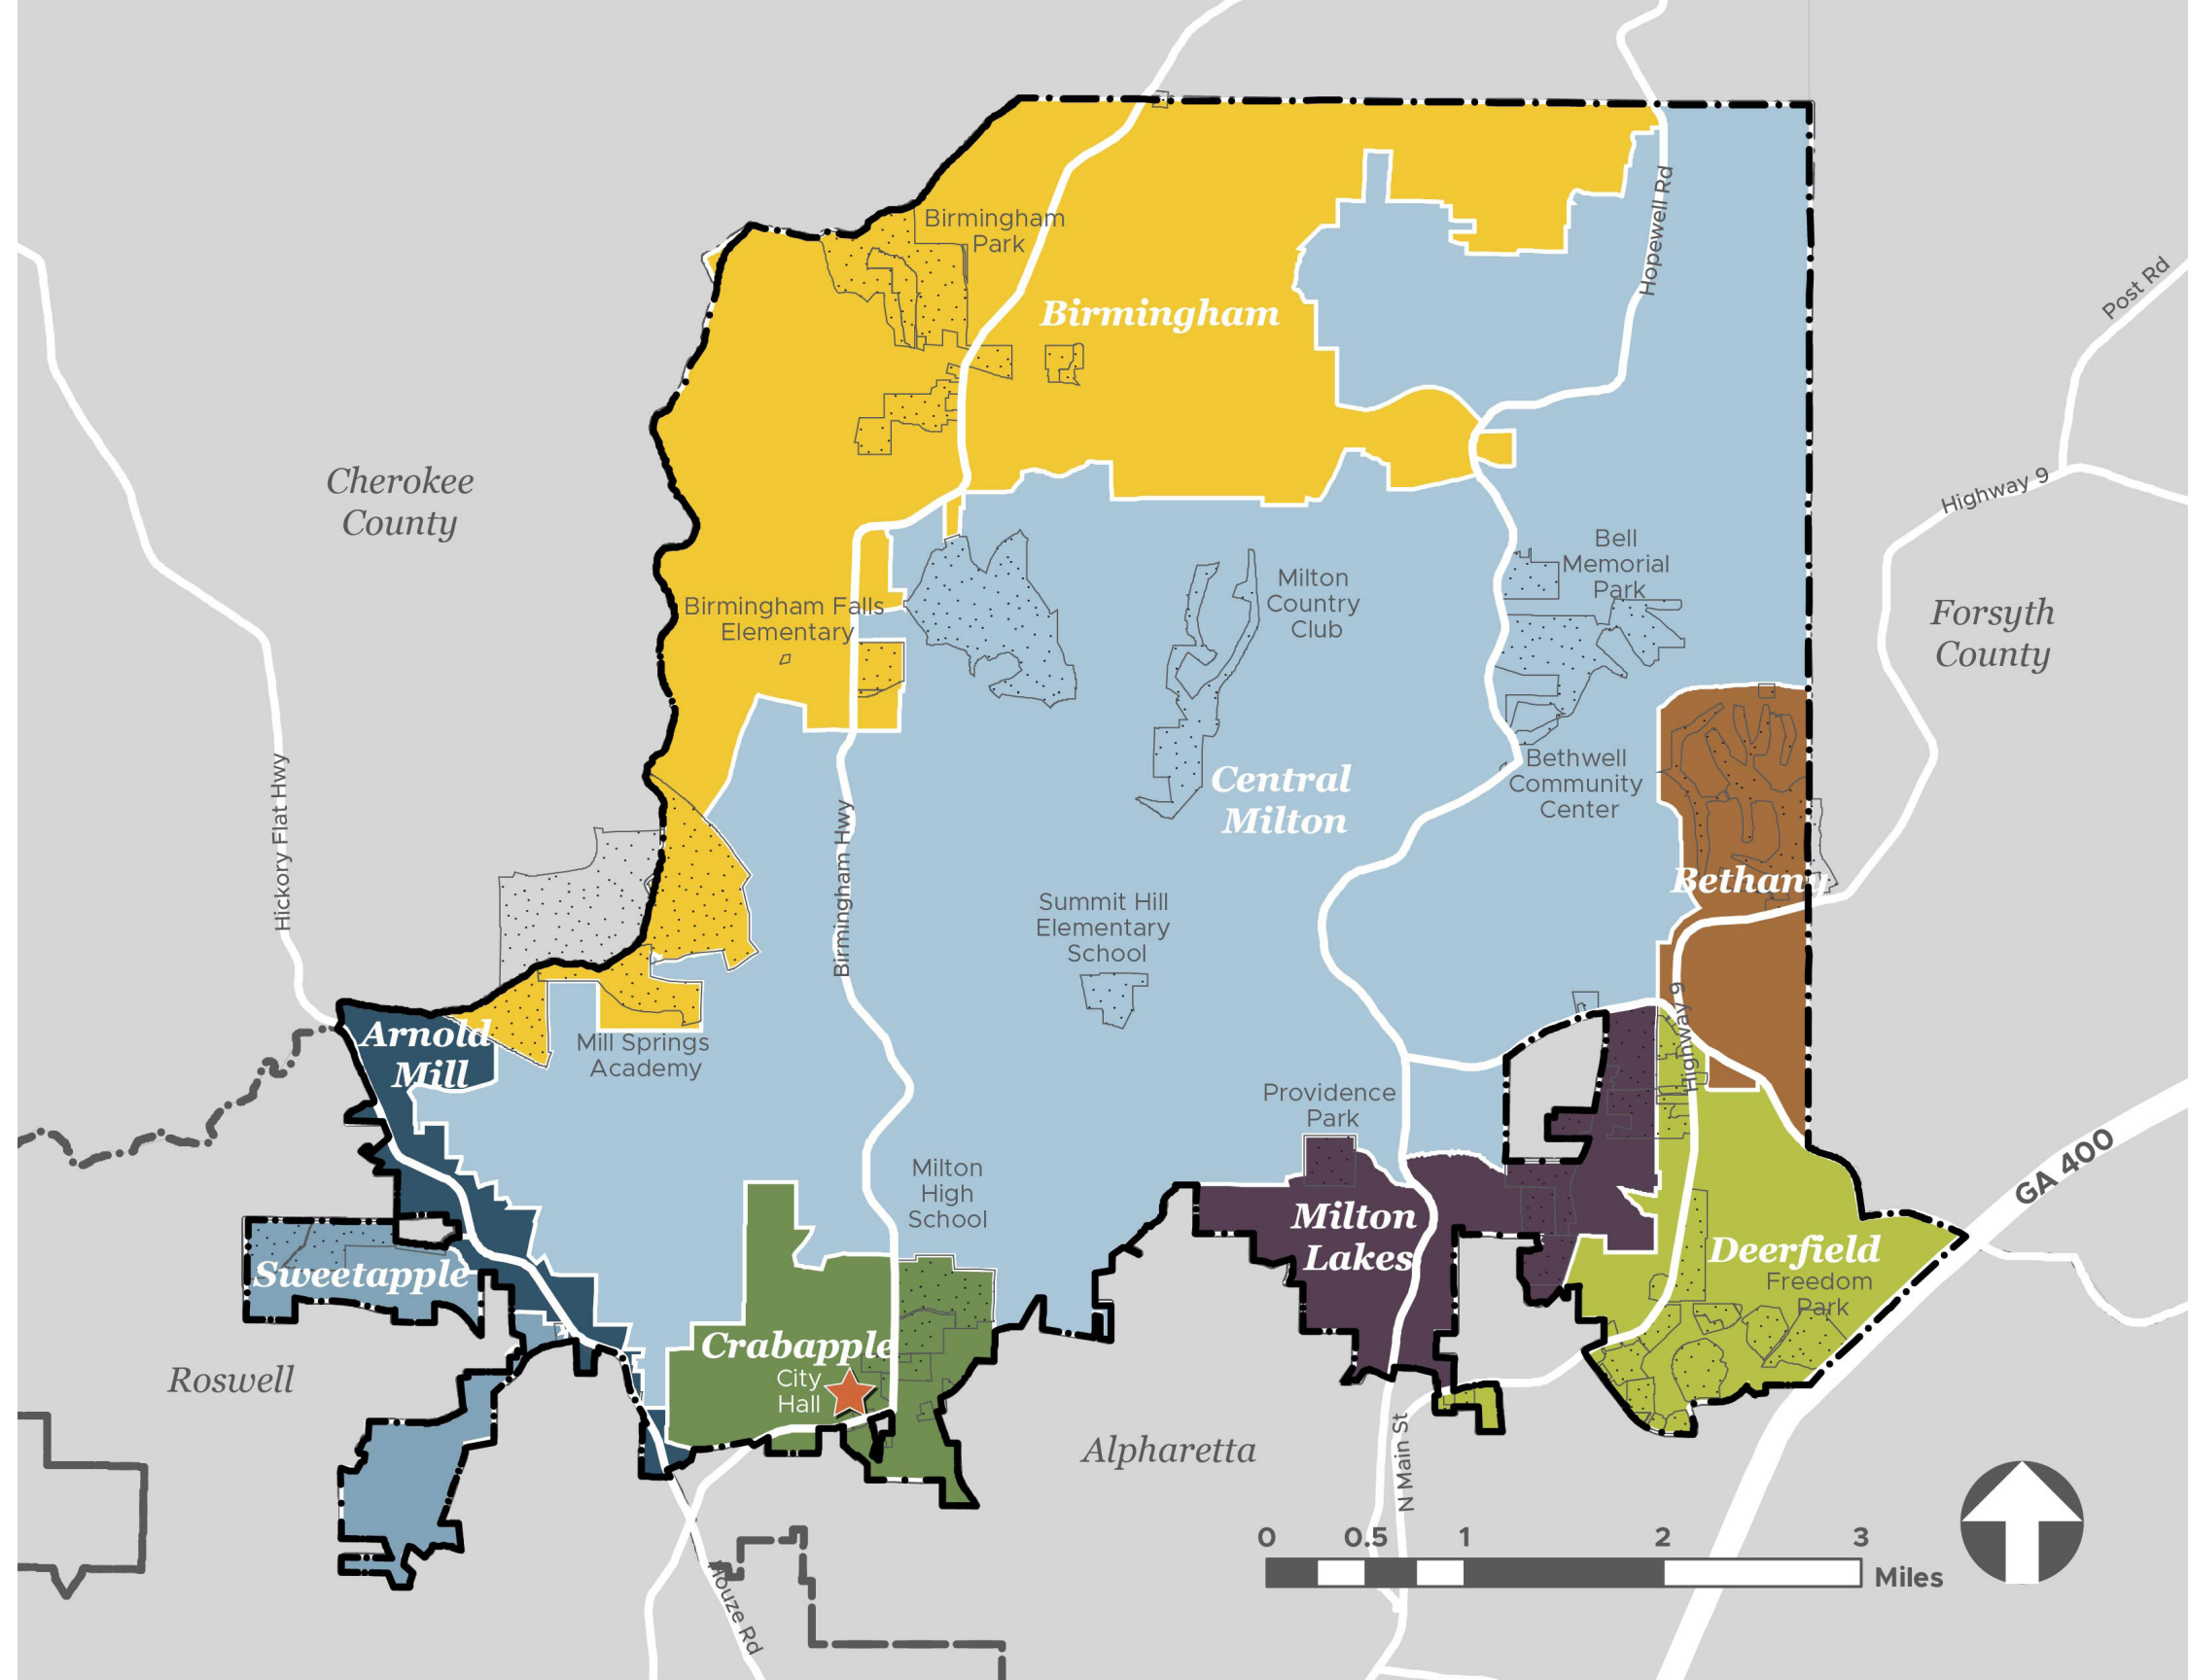 Birmingham
Park
Birmingham
Hopewell Rd
Post Rd
Cherokee
County
Highway 9
Bell
Memorial
Park
Milton
Country
Club
Birmingham Falls
Elementary
Forsyth
County
Central
Milton
Bethwell
Community
Center
Hickory Flat Hwy
Birmingham Hwy
Bethany
Summit Hill
Elementary
School
Arnold
Mill
Mill Springs
Academy
Highway 9
Providence
Park
GA 400
Milton
High
School
Milton
Lakes
Deerfield
Freedom
Park
Sweetapple
Crabapple
City
Hall
Roswell
Alpharetta
N Main St
Houze Rd
0 0.5 1 2 3
Miles